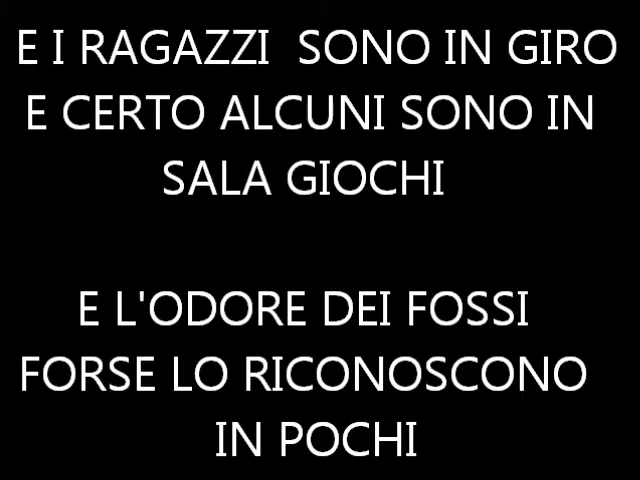 E I RAGAZZI SONO IN GIRO
E CERTO ALCUNI SONO IN
SALA GIOCHI
E L'ODORE DEI FOSSI
FORSE LO RICONOSCONO
IN POCHI